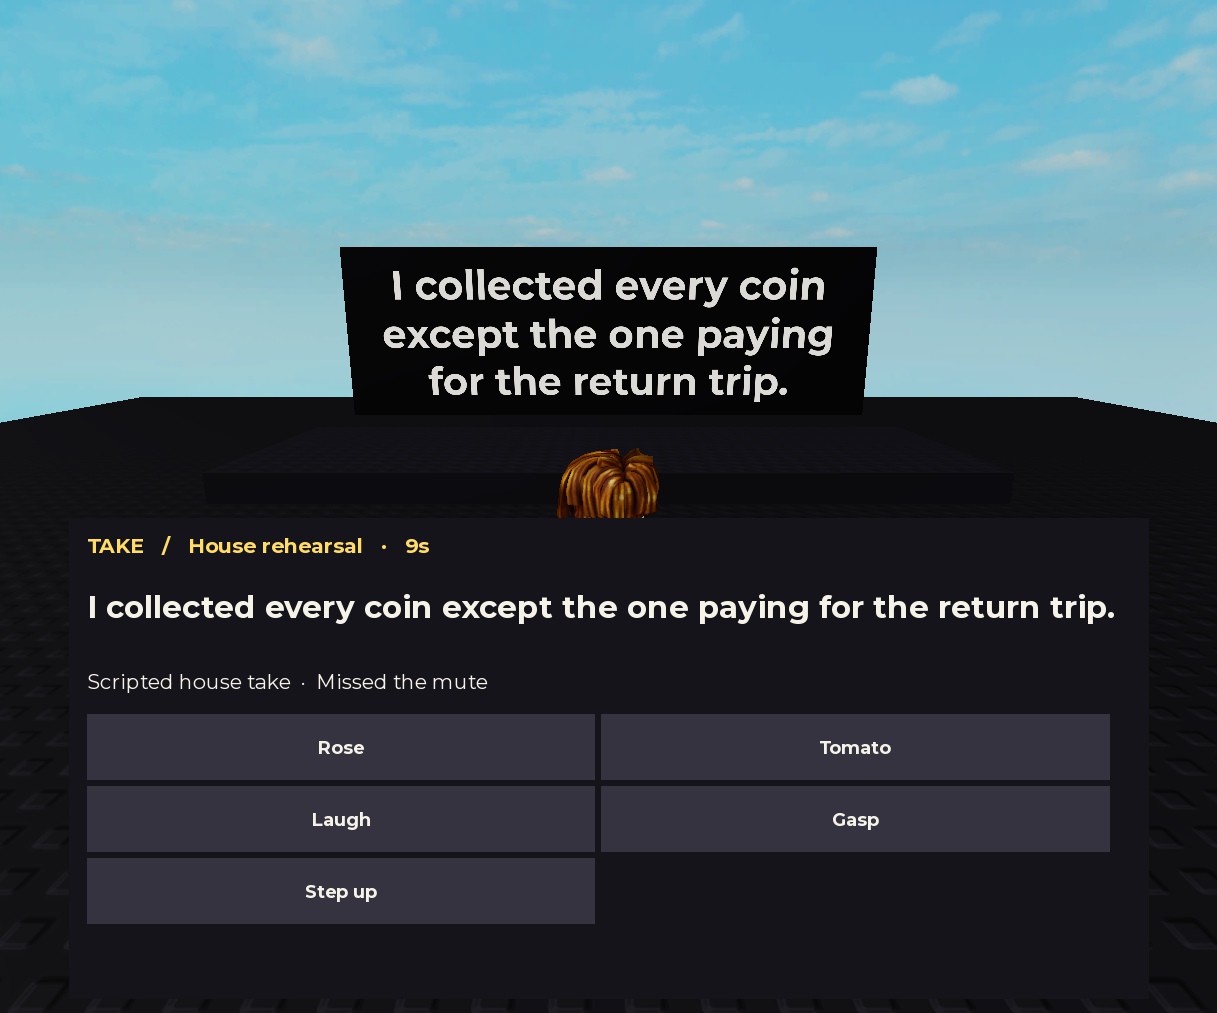 I collected every coin
except the one paying
for the return trip.
TAKE / House rehearsal · 9s
I collected every coin except the one paying for the return trip.
Scripted house take · Missed the mute
Rose
Tomato
Laugh
Gasp
Step up